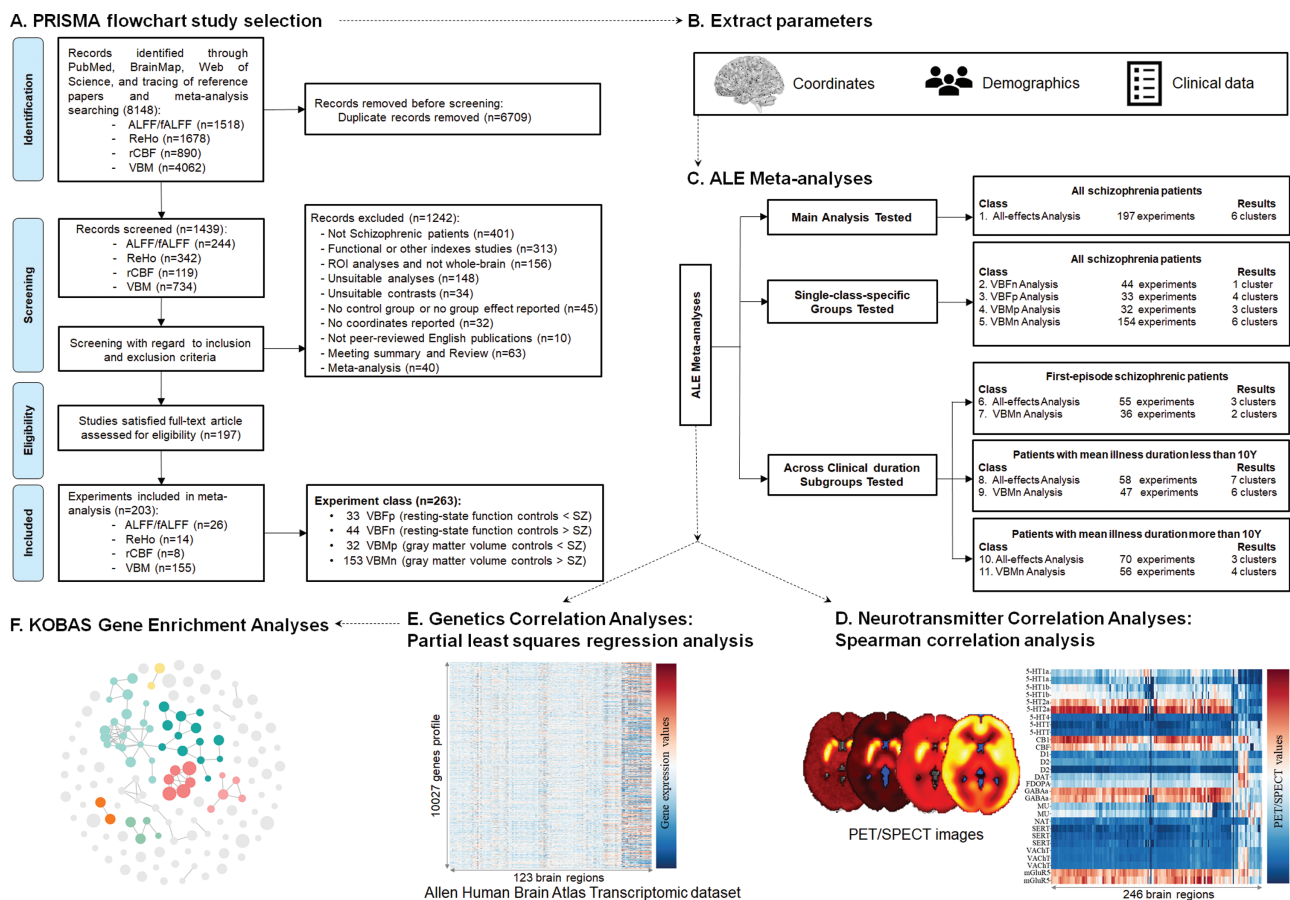 A. PRISMA flowchart study selection
Identification
Records identified through
PubMed, BrainMap, Web of
Science, and tracing of reference
papers and meta-analysis
searching (8148)
- ALFF/fALFF (n=1518)
- ReHo (n=1678)
- rCBF (n=890)
- VBM (n=4062)
Records removed before screening:
Duplicate records removed (n=6709)
Screening
Records screened (n=1439)
- ALFF/fALFF (n=244)
- ReHo (n=342)
- rCBF (n=119)
- VBM (n=734)
Screening with regard to inclusion
and exclusion criteria
Records excluded (n=1242):
- Not Schizophrenic patients (n=401)
- Functional or other indexes studies (n=313)
- ROI analyses and not whole-brain (n=156)
- Unsuitable analyses (n=148)
- Unsuitable contrasts (n=34)
- No control group or no group effect reported (n=45)
- No coordinates reported (n=32)
- Not peer-reviewed English publications (n=10)
- Meeting summary and Review (n=63)
- Meta-analysis (n=40)
Eligibility
Studies satisfied full-text article
assessed for eligibility (n=197)
Included
Experiments included in meta-
analysis (n=203)
- ALFF/fALFF (n=26)
- ReHo (n=14)
- rCBF (n=8)
- VBM (n=155)
Experiment class (n=263):
• 33 VBFp (resting-state function controls < SZ)
• 44 VBFn (resting-state function controls > SZ)
• 32 VBMp (gray matter volume controls < SZ)
• 153 VBMn (gray matter volume controls > SZ)
B. Extract parameters
Coordinates
Demographics
Clinical data
C. ALE Meta-analyses
ALE Meta-analyses
Main Analysis Tested
All schizophrenia patients
Class Results
1. All-effects Analysis 197 experiments 6 clusters
Single-class-specific
Groups Tested
All schizophrenia patients
Class Results
2. VBFn Analysis 44 experiments 1 cluster
3. VBFp Analysis 33 experiments 4 clusters
4. VBMp Analysis 32 experiments 3 clusters
5. VBMn Analysis 154 experiments 6 clusters
Across Clinical duration
Subgroups Tested
First-episode schizophrenic patients
Class Results
6. All-effects Analysis 55 experiments 3 clusters
7. VBMn Analysis 36 experiments 2 clusters
Patients with mean illness duration less than 10Y
Class Results
8. All-effects Analysis 58 experiments 7 clusters
9. VBMn Analysis 47 experiments 6 clusters
Patients with mean illness duration more than 10Y
Class Results
10. All-effects Analysis 70 experiments 3 clusters
11. VBMn Analysis 56 experiments 4 clusters
F. KOBAS Gene Enrichment Analyses
E. Genetics Correlation Analyses:
Partial least squares regression analysis
10027 genes profile
Gene expression values
123 brain regions
Allen Human Brain Atlas Transcriptomic dataset
D. Neurotransmitter Correlation Analyses:
Spearman correlation analysis
PET/SPECT images
5-HT1a
5-HT1a
5-HT1b
5-HT1b
5-HT2a
5-HT2a
5-HT4
5-HTT
5-HTT
CB1
CBF
D1
D2
D2
DAT
FDOPA
GABAa
GABAa
MU
MU
NAT
SERT
SERT
SERT
VAChT
VAChT
VAChT
mGluR5
mGluR5
PET/SPECT values
246 brain regions